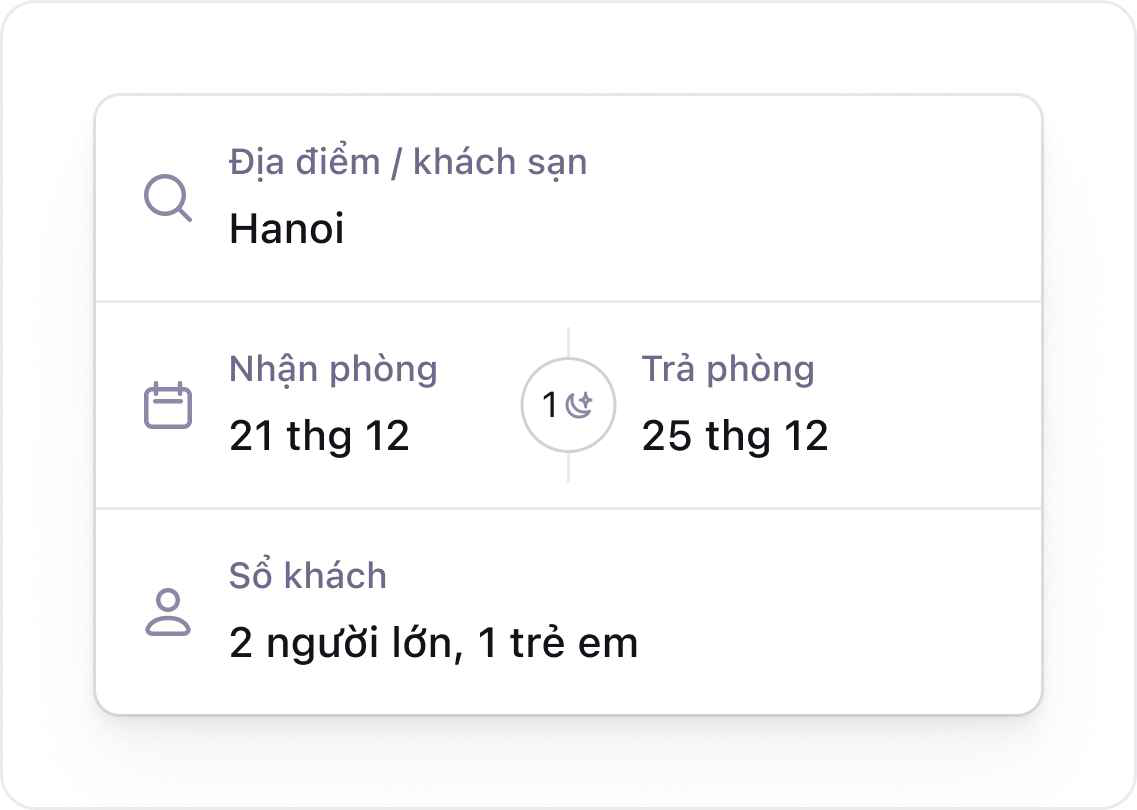 Địa điểm / khách sạn
Hanoi
Nhận phòng
21 thg 12
1
Trả phòng
25 thg 12
Sổ khách
2 người lớn, 1 trẻ em